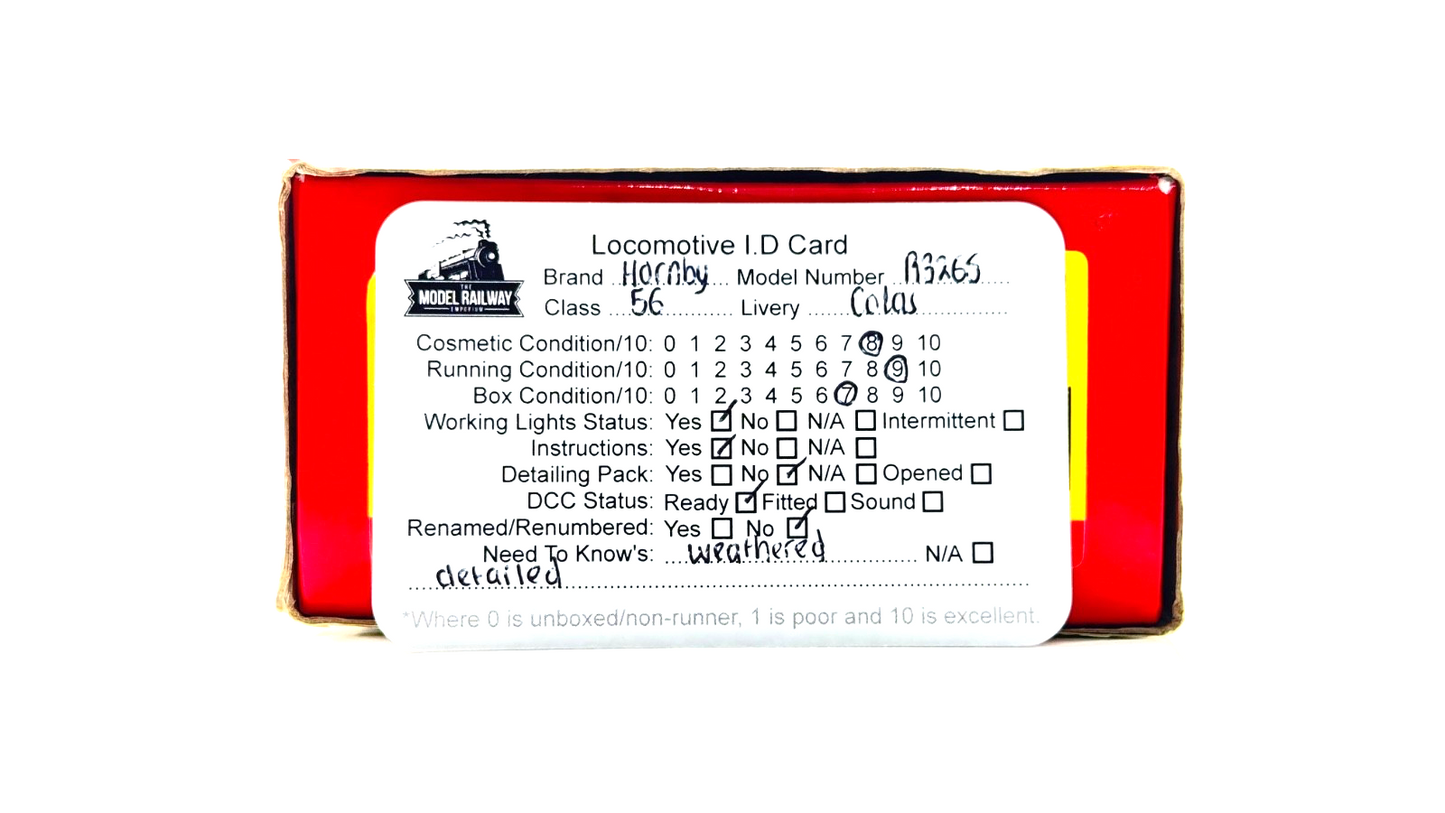 THE
MODEL RAILWAY
EMPORIUM
Locomotive I.D Card
Brand ..Hornby... Model Number ..R3265....
Class ....56........... Livery .......Colas..............
Cosmetic Condition/10: 0 1 2 3 4 5 6 7 8 9 10
Running Condition/10: 0 1 2 3 4 5 6 7 8 9 10
Box Condition/10: 0 1 2 3 4 5 6 7 8 9 10
Working Lights Status: Yes ☑ No ☐ N/A ☐ Intermittent ☐
Instructions: Yes ☑ No ☐ N/A ☐
Detailing Pack: Yes ☐ No ☑ N/A ☐ Opened ☐
DCC Status: Ready ☑ Fitted ☐ Sound ☐
Renamed/Renumbered: Yes ☐ No ☑
Need To Know's: ...weathered.............. N/A ☐
....detailed......................................................
*Where 0 is unboxed/non-runner, 1 is poor and 10 is excellent.